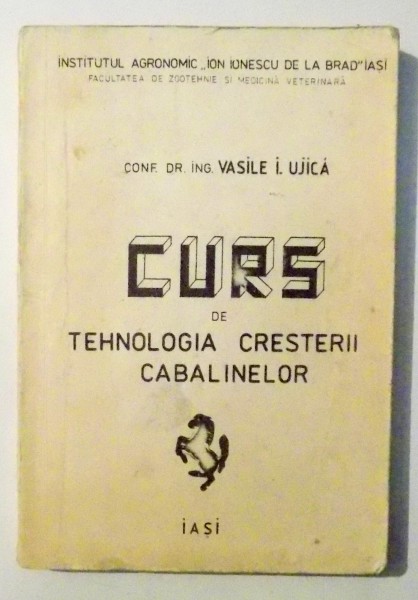 INSTITUTUL AGRONOMIC „ION IONESCU DE LA BRAD" IAȘI
FACULTATEA DE ZOOTEHNIE ȘI MEDICINĂ VETERINARĂ
CONF. DR. ING. VASILE I. UJICĂ
CURS
DE
TEHNOLOGIA CRESTERII
CABALINELOR
IAȘI